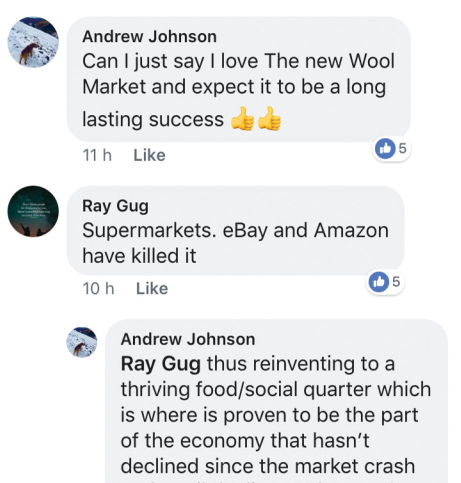 Andrew Johnson
Can I just say I love The new Wool
Market and expect it to be a long
lasting success 👍👍
11 h Like
5
Ray Gug
Supermarkets. eBay and Amazon
have killed it
10 h Like
5
Andrew Johnson
Ray Gug thus reinventing to a
thriving food/social quarter which
is where is proven to be the part
of the economy that hasn't
declined since the market crash